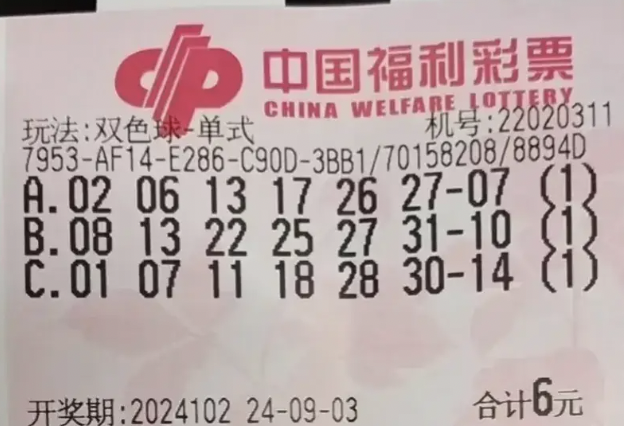 中国福利彩票
CHINA WELFARE LOTTERY
玩法:双色球-单式 机号:22020311
7953-AF14-E286-C90D-3BB1/70158208/8894D
A.02 06 13 17 26 27-07 (1)
B.08 13 22 25 27 31-10 (1)
C.01 07 11 18 28 30-14 (1)
开奖期:2024102 24-09-03 合计6元